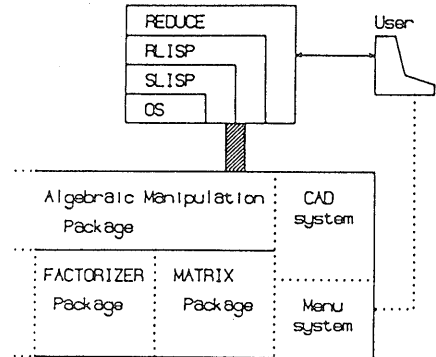 REDUCE
User
RLISP
SLISP
OS
Algebraic Manipulation
Package
CAD
system
FACTORIZER
Package
MATRIX
Package
Menu
system